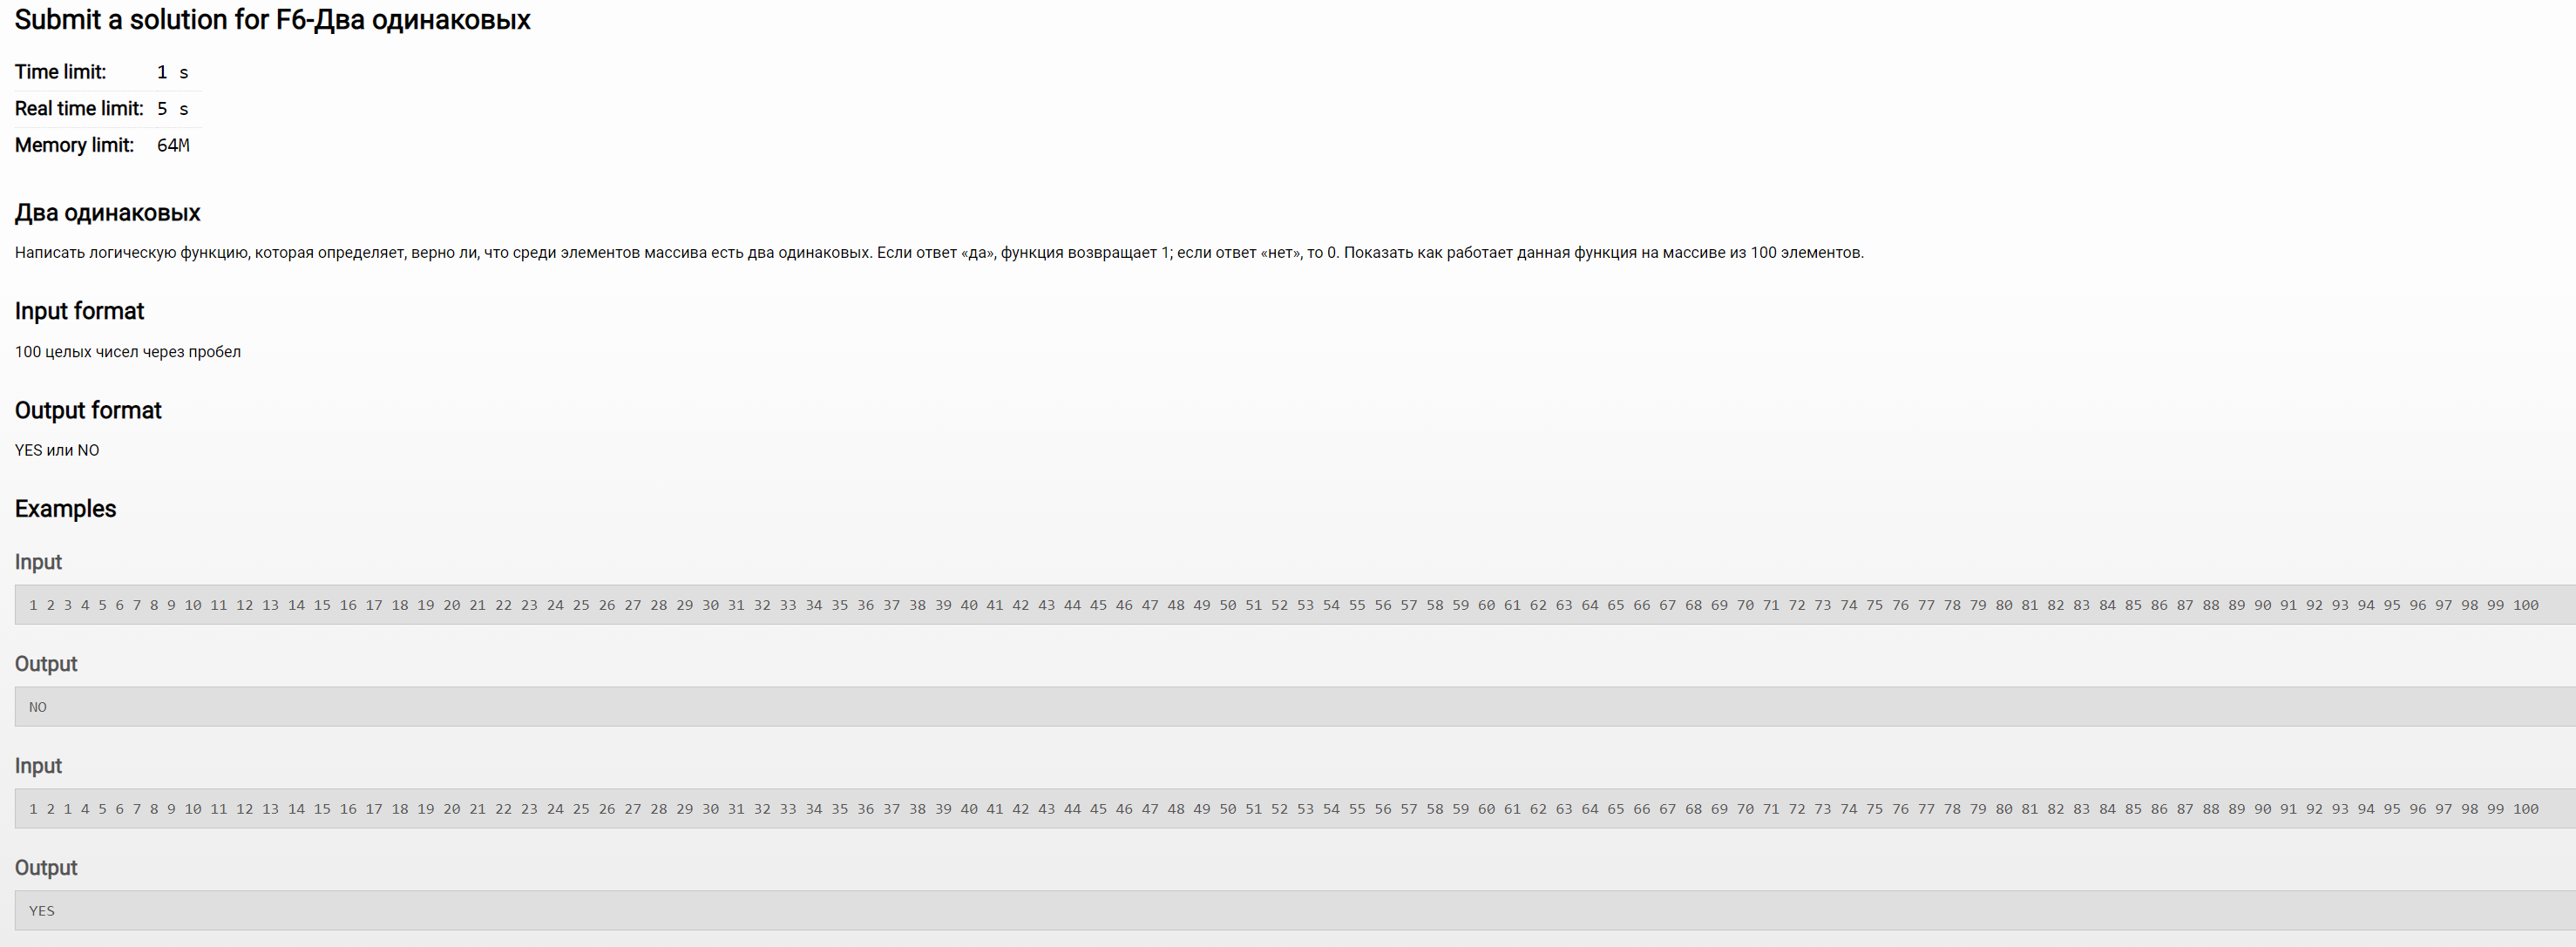 Submit a solution for F6-Два одинаковых
Time limit: 1 s
Real time limit: 5 s
Memory limit: 64M
Два одинаковых
Написать логическую функцию, которая определяет, верно ли, что среди элементов массива есть два одинаковых. Если ответ «да», функция возвращает 1; если ответ «нет», то 0. Показать как работает данная функция на массиве из 100 элементов.
Input format
100 целых чисел через пробел
Output format
YES или NO
Examples
Input
1 2 3 4 5 6 7 8 9 10 11 12 13 14 15 16 17 18 19 20 21 22 23 24 25 26 27 28 29 30 31 32 33 34 35 36 37 38 39 40 41 42 43 44 45 46 47 48 49 50 51 52 53 54 55 56 57 58 59 60 61 62 63 64 65 66 67 68 69 70 71 72 73 74 75 76 77 78 79 80 81 82 83 84 85 86 87 88 89 90 91 92 93 94 95 96 97 98 99 100
Output
NO
Input
1 2 1 4 5 6 7 8 9 10 11 12 13 14 15 16 17 18 19 20 21 22 23 24 25 26 27 28 29 30 31 32 33 34 35 36 37 38 39 40 41 42 43 44 45 46 47 48 49 50 51 52 53 54 55 56 57 58 59 60 61 62 63 64 65 66 67 68 69 70 71 72 73 74 75 76 77 78 79 80 81 82 83 84 85 86 87 88 89 90 91 92 93 94 95 96 97 98 99 100
Output
YES